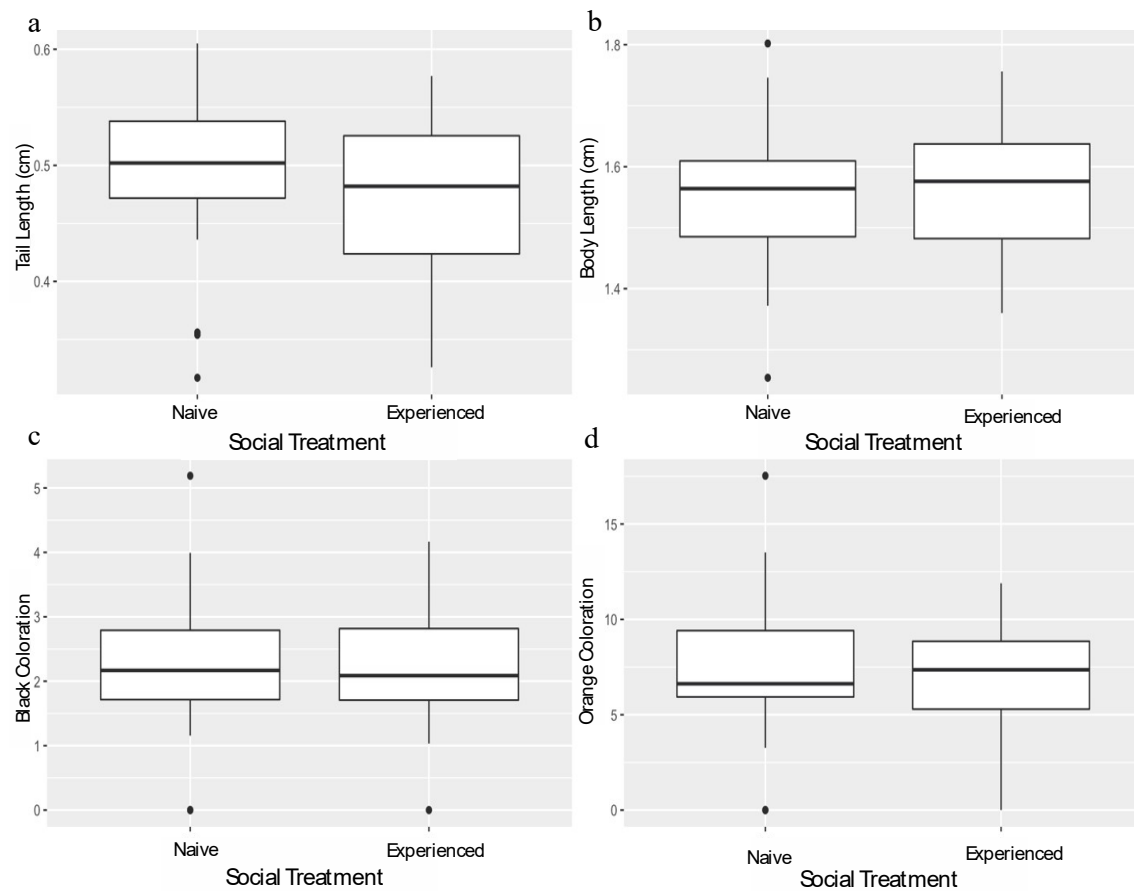 a
Tail Length (cm)
0.6
0.5
0.4
Naive
Experienced
Social Treatment
b
Body Length (cm)
1.8
1.6
1.4
Naive
Experienced
Social Treatment
c
Black Coloration
5
4
3
2
1
0
Naive
Experienced
Social Treatment
d
Orange Coloration
15
10
5
0
Naive
Experienced
Social Treatment